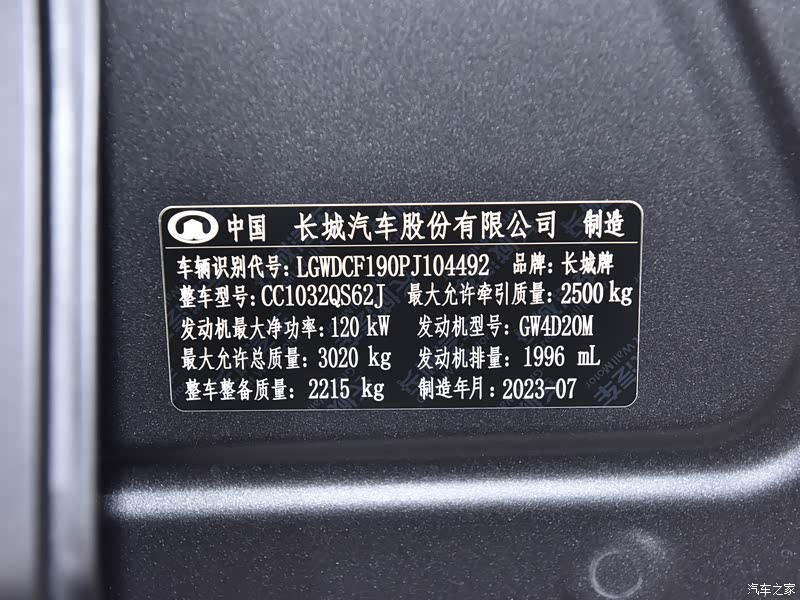 中国 长城汽车股份有限公司 制造
车辆识别代号：LGWDCF190PJ104492 品牌：长城牌
整车型号：CC1032QS62J 最大允许牵引质量：2500kg
发动机最大净功率：120 kW 发动机型号：GW4D20M
最大允许总质量：3020 kg 发动机排量：1996 mL
整车整备质量：2215 kg 制造年月：2023-07
汽车之家